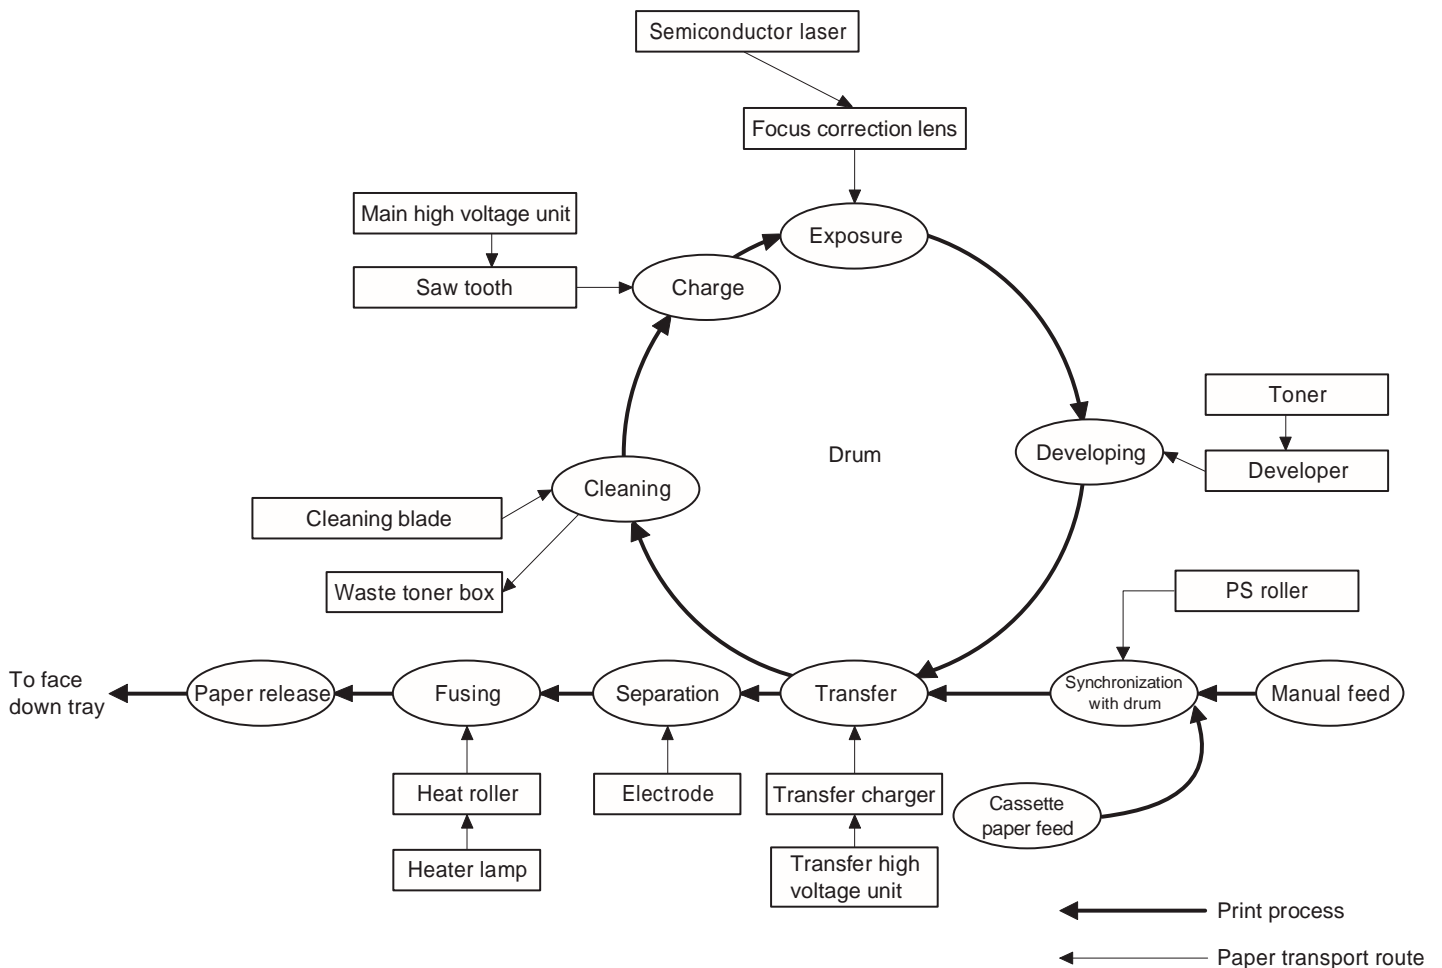 Semiconductor laser
Focus correction lens
Main high voltage unit
Exposure
Saw tooth
Charge
Toner
Drum
Developing
Developer
Cleaning
Cleaning blade
Waste toner box
PS roller
To face
down tray
Paper release
Fusing
Separation
Transfer
Synchronization
with drum
Manual feed
Heat roller
Electrode
Transfer charger
Cassette
paper feed
Heater lamp
Transfer high
voltage unit
Print process
Paper transport route